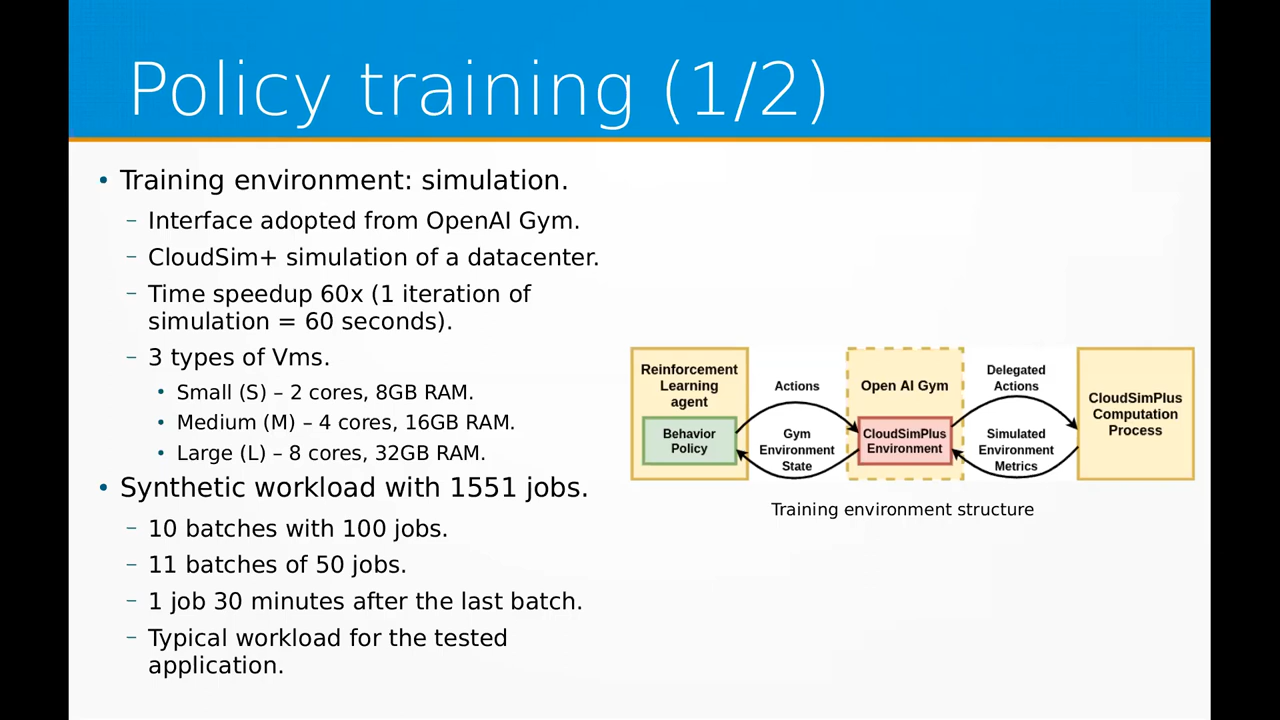 Policy training (1/2)
• Training environment: simulation.
– Interface adopted from OpenAI Gym.
– CloudSim+ simulation of a datacenter.
– Time speedup 60x (1 iteration of
simulation = 60 seconds).
– 3 types of Vms.
• Small (S) – 2 cores, 8GB RAM.
• Medium (M) – 4 cores, 16GB RAM.
• Large (L) – 8 cores, 32GB RAM.
• Synthetic workload with 1551 jobs.
– 10 batches with 100 jobs.
– 11 batches of 50 jobs.
– 1 job 30 minutes after the last batch.
– Typical workload for the tested
application.
Reinforcement
Learning
agent
Behavior
Policy
Actions
Gym
Environment
State
Open AI Gym
CloudSimPlus
Environment
Delegated
Actions
Simulated
Environment
Metrics
CloudSimPlus
Computation
Process
Training environment structure